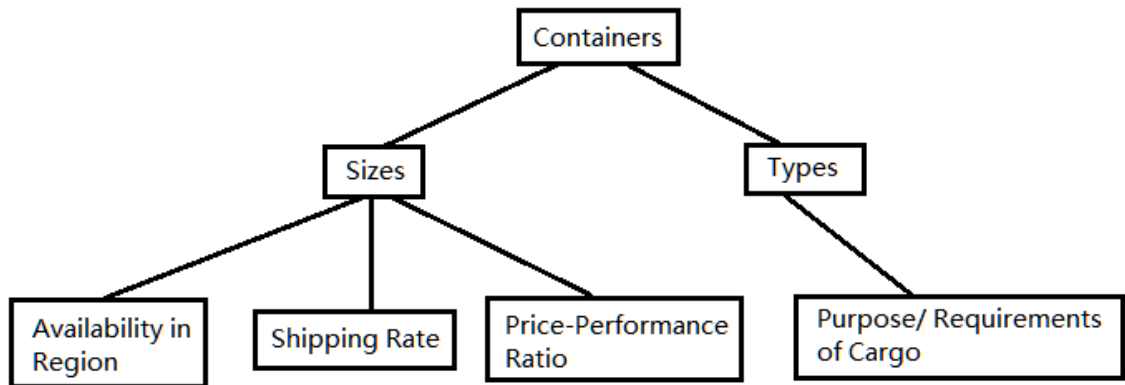 Containers
Sizes
Types
Availability in
Region
Shipping Rate
Price-Performance
Ratio
Purpose/ Requirements
of Cargo